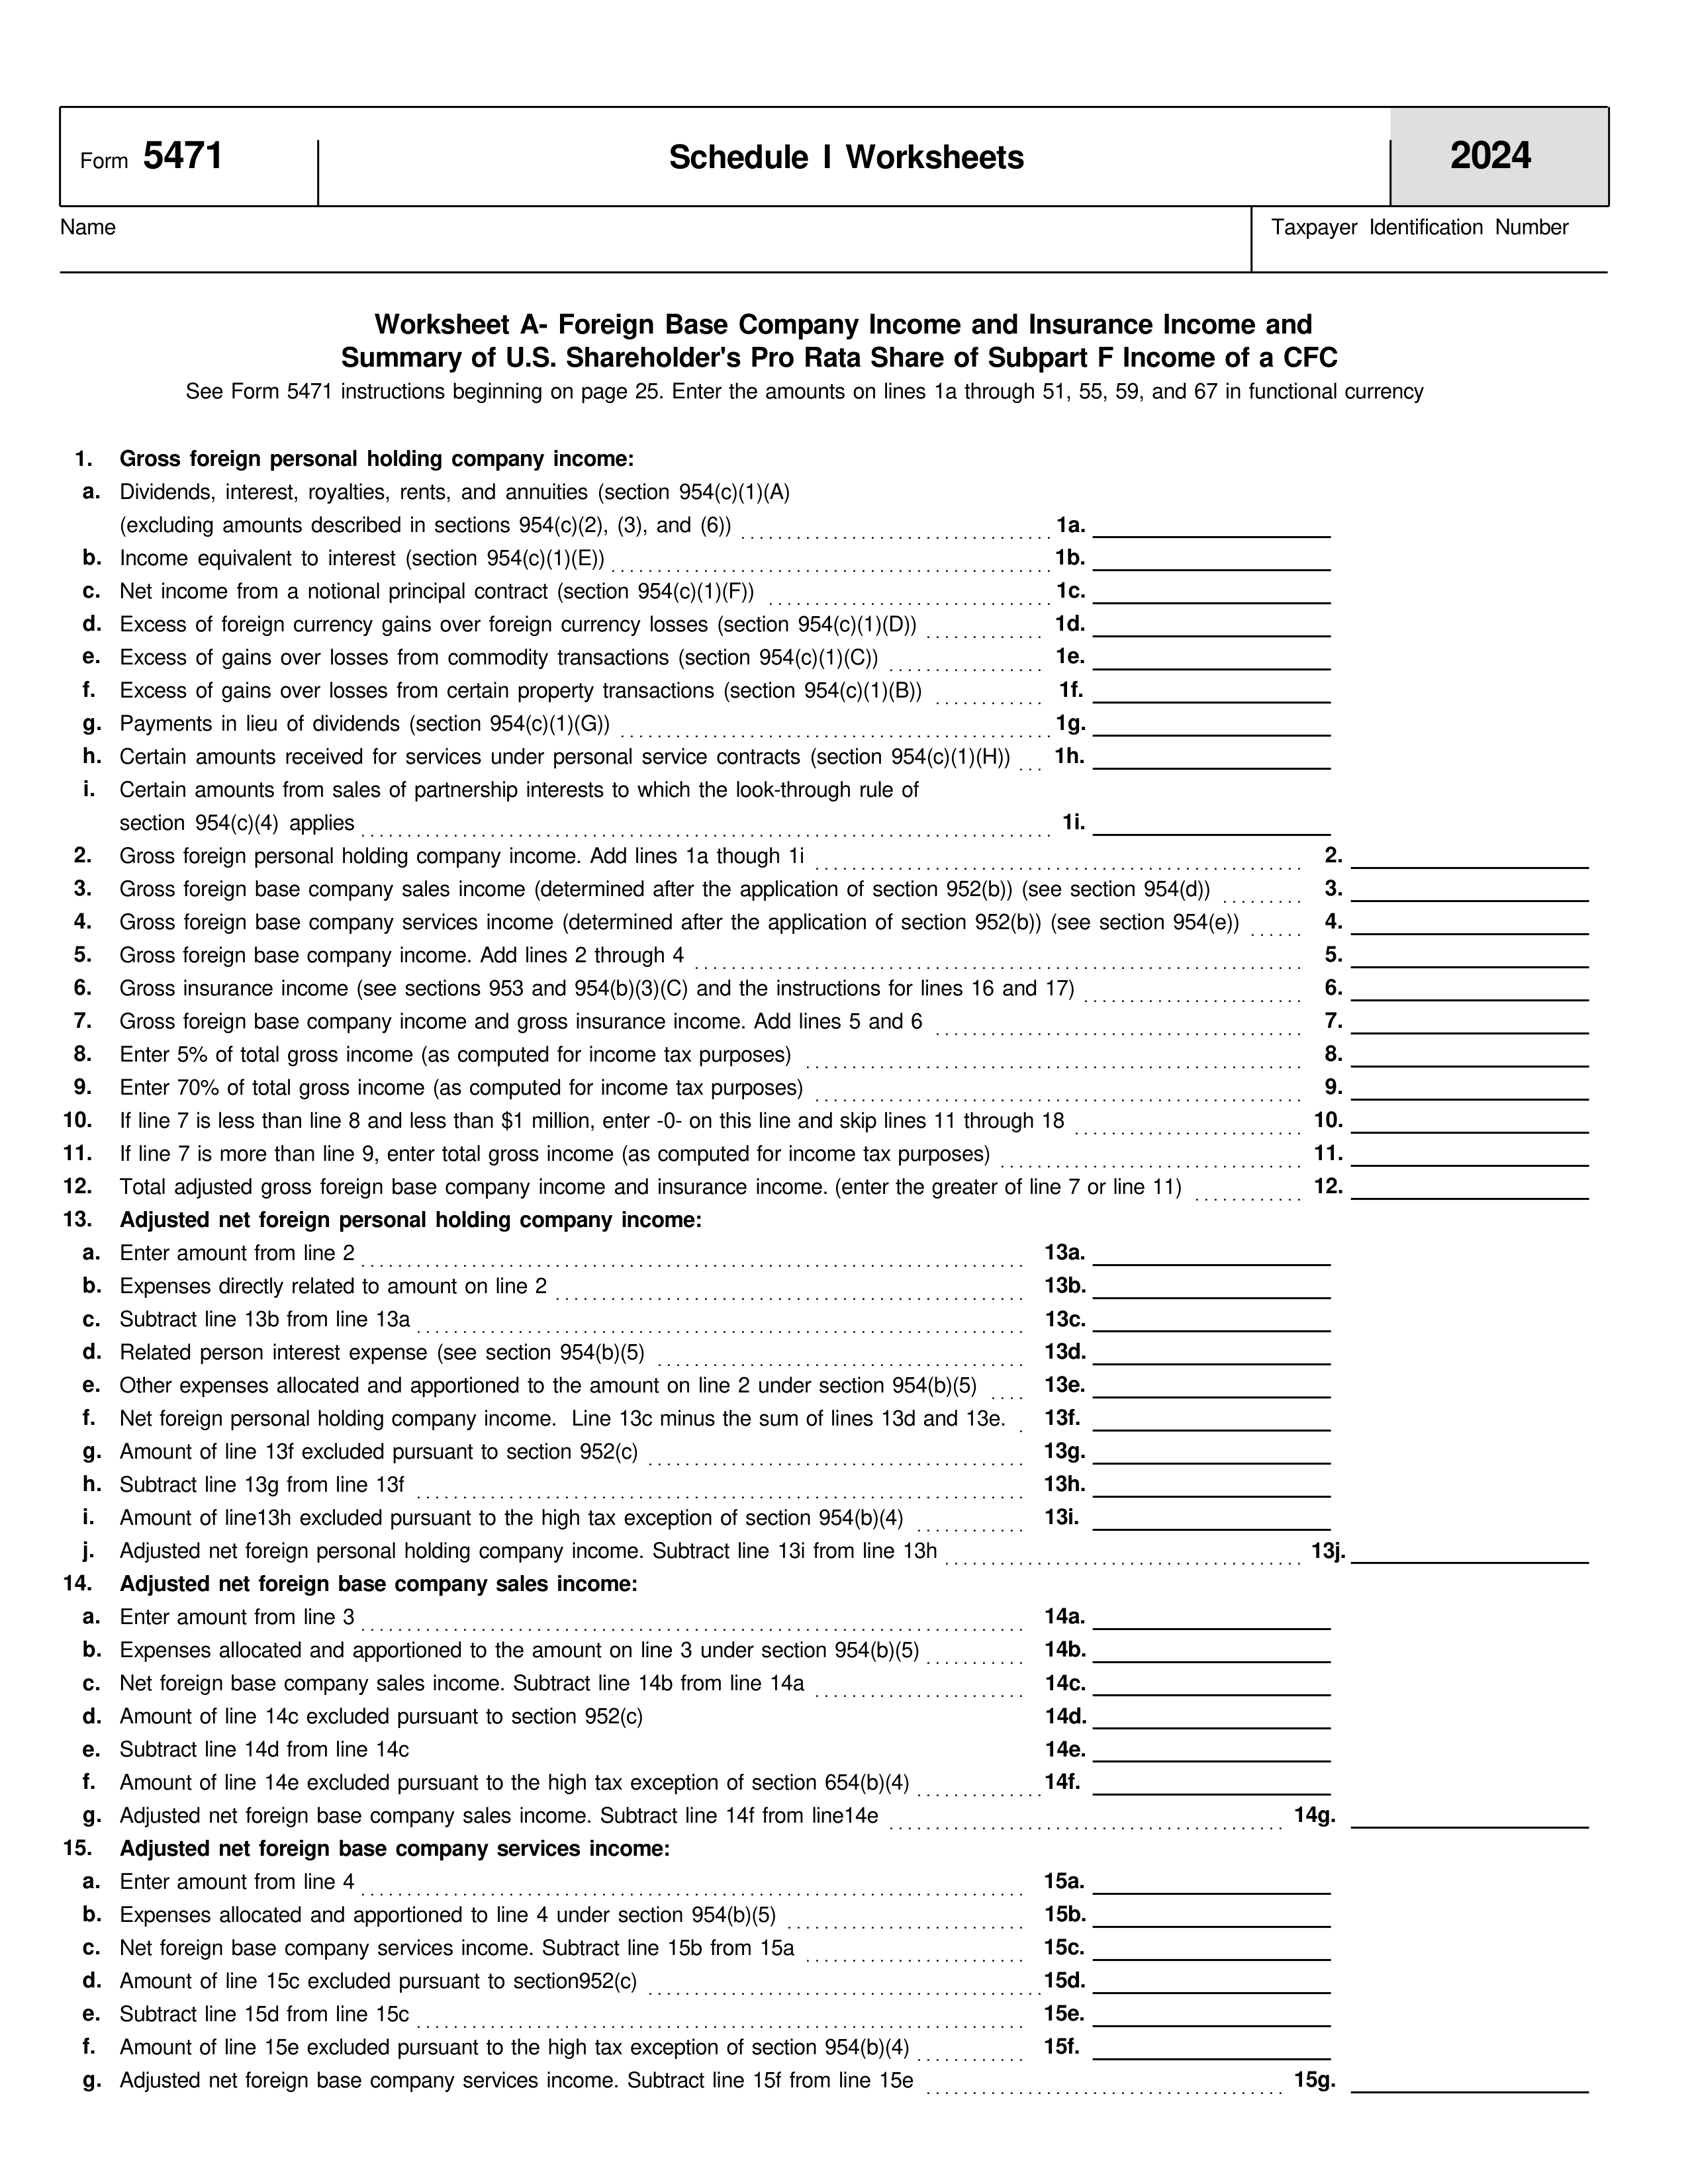 Form 5471
Schedule I Worksheets
2024
Name
Taxpayer Identification Number
Worksheet A- Foreign Base Company Income and Insurance Income and
Summary of U.S. Shareholder's Pro Rata Share of Subpart F Income of a CFC
See Form 5471 instructions beginning on page 25. Enter the amounts on lines 1a through 51, 55, 59, and 67 in functional currency
1. Gross foreign personal holding company income:
a. Dividends, interest, royalties, rents, and annuities (section 954(c)(1)(A)
(excluding amounts described in sections 954(c)(2), (3), and (6)) 1a.
b. Income equivalent to interest (section 954(c)(1)(E)) 1b.
c. Net income from a notional principal contract (section 954(c)(1)(F)) 1c.
d. Excess of foreign currency gains over foreign currency losses (section 954(c)(1)(D)) 1d.
e. Excess of gains over losses from commodity transactions (section 954(c)(1)(C)) 1e.
f. Excess of gains over losses from certain property transactions (section 954(c)(1)(B)) 1f.
g. Payments in lieu of dividends (section 954(c)(1)(G)) 1g.
h. Certain amounts received for services under personal service contracts (section 954(c)(1)(H)) 1h.
i. Certain amounts from sales of partnership interests to which the look-through rule of
section 954(c)(4) applies 1i.
2. Gross foreign personal holding company income. Add lines 1a though 1i 2.
3. Gross foreign base company sales income (determined after the application of section 952(b)) (see section 954(d)) 3.
4. Gross foreign base company services income (determined after the application of section 952(b)) (see section 954(e)) 4.
5. Gross foreign base company income. Add lines 2 through 4 5.
6. Gross insurance income (see sections 953 and 954(b)(3)(C) and the instructions for lines 16 and 17) 6.
7. Gross foreign base company income and gross insurance income. Add lines 5 and 6 7.
8. Enter 5% of total gross income (as computed for income tax purposes) 8.
9. Enter 70% of total gross income (as computed for income tax purposes) 9.
10. If line 7 is less than line 8 and less than $1 million, enter -0- on this line and skip lines 11 through 18 10.
11. If line 7 is more than line 9, enter total gross income (as computed for income tax purposes) 11.
12. Total adjusted gross foreign base company income and insurance income. (enter the greater of line 7 or line 11) 12.
13. Adjusted net foreign personal holding company income:
a. Enter amount from line 2 13a.
b. Expenses directly related to amount on line 2 13b.
c. Subtract line 13b from line 13a 13c.
d. Related person interest expense (see section 954(b)(5) 13d.
e. Other expenses allocated and apportioned to the amount on line 2 under section 954(b)(5) 13e.
f. Net foreign personal holding company income. Line 13c minus the sum of lines 13d and 13e. 13f.
g. Amount of line 13f excluded pursuant to section 952(c) 13g.
h. Subtract line 13g from line 13f 13h.
i. Amount of line13h excluded pursuant to the high tax exception of section 954(b)(4) 13i.
j. Adjusted net foreign personal holding company income. Subtract line 13i from line 13h 13j.
14. Adjusted net foreign base company sales income:
a. Enter amount from line 3 14a.
b. Expenses allocated and apportioned to the amount on line 3 under section 954(b)(5) 14b.
c. Net foreign base company sales income. Subtract line 14b from line 14a 14c.
d. Amount of line 14c excluded pursuant to section 952(c) 14d.
e. Subtract line 14d from line 14c 14e.
f. Amount of line 14e excluded pursuant to the high tax exception of section 654(b)(4) 14f.
g. Adjusted net foreign base company sales income. Subtract line 14f from line14e 14g.
15. Adjusted net foreign base company services income:
a. Enter amount from line 4 15a.
b. Expenses allocated and apportioned to line 4 under section 954(b)(5) 15b.
c. Net foreign base company services income. Subtract line 15b from 15a 15c.
d. Amount of line 15c excluded pursuant to section952(c) 15d.
e. Subtract line 15d from line 15c 15e.
f. Amount of line 15e excluded pursuant to the high tax exception of section 954(b)(4) 15f.
g. Adjusted net foreign base company services income. Subtract line 15f from line 15e 15g.